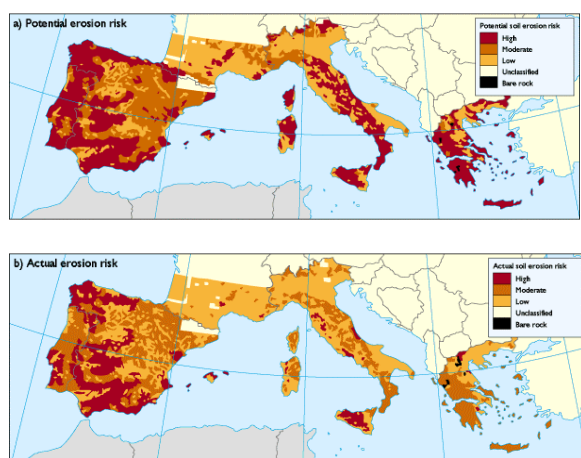 a) Potential erosion risk
Potential soil erosion risk
High
Moderate
Low
Unclassified
Bare rock
b) Actual erosion risk
Actual soil erosion risk
High
Moderate
Low
Unclassified
Bare rock